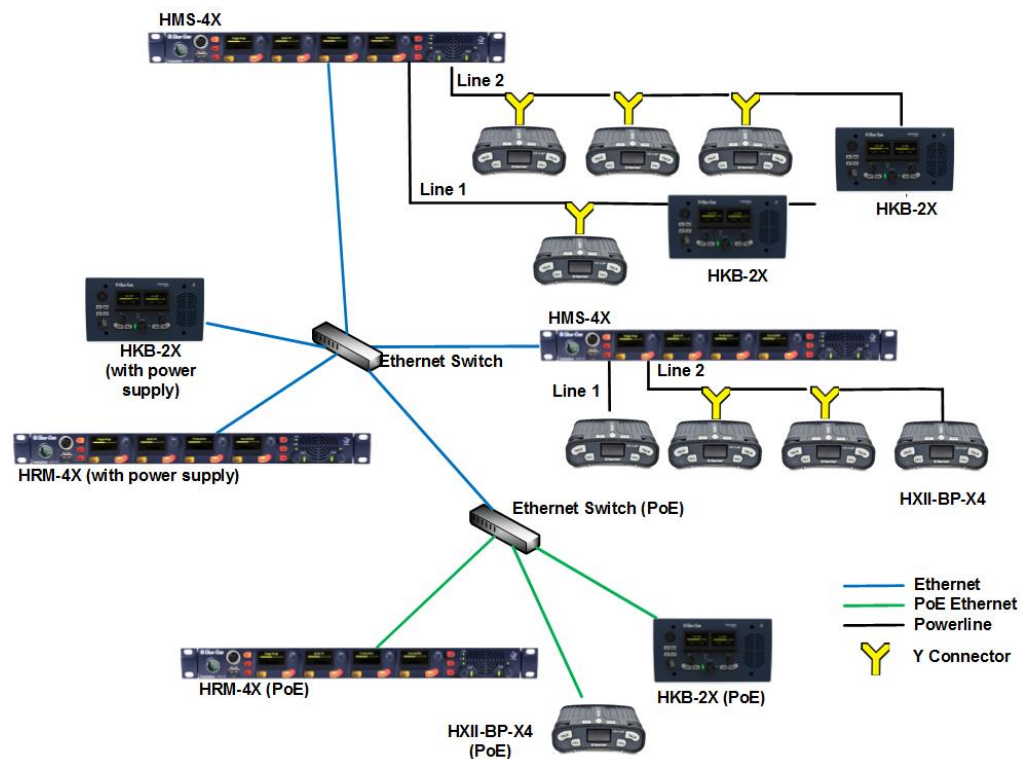 HMS-4X
Line 2
Line 1
HKB-2X
HKB-2X
HMS-4X
HKB-2X
(with power
supply)
Ethernet Switch
Line 2
Line 1
HRM-4X (with power supply)
HXII-BP-X4
Ethernet Switch (PoE)
Ethernet
PoE Ethernet
Powerline
Y Connector
HRM-4X (PoE)
HKB-2X (PoE)
HXII-BP-X4
(PoE)